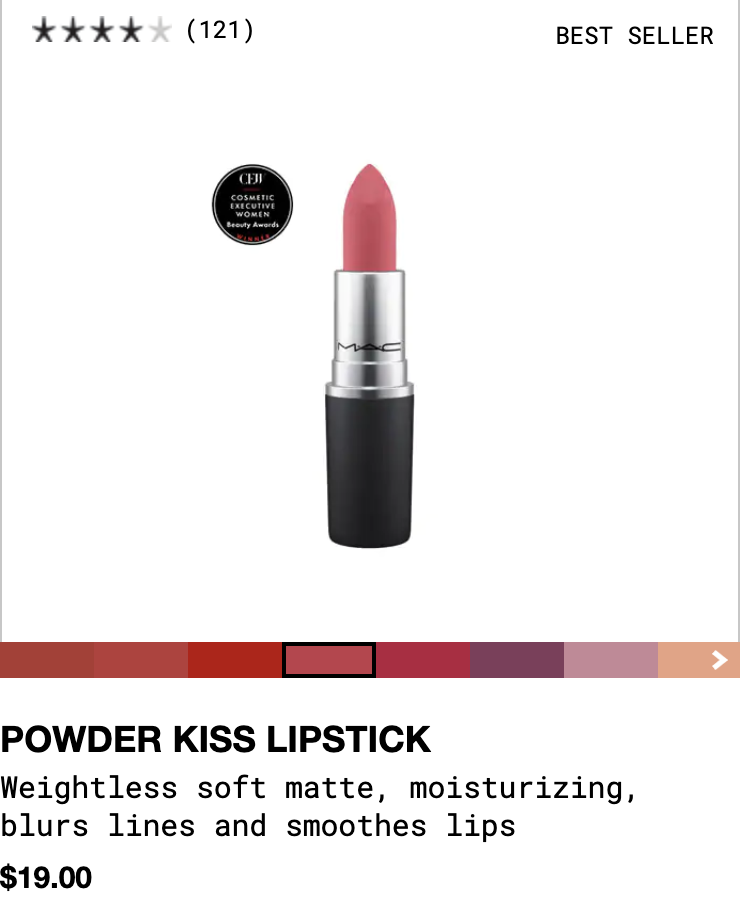 (121)
BEST SELLER
CEW
COSMETIC
EXECUTIVE
WOMEN
Beauty Awards
WINNER
MAC
POWDER KISS LIPSTICK
Weightless soft matte, moisturizing,
blurs lines and smoothes lips
$19.00